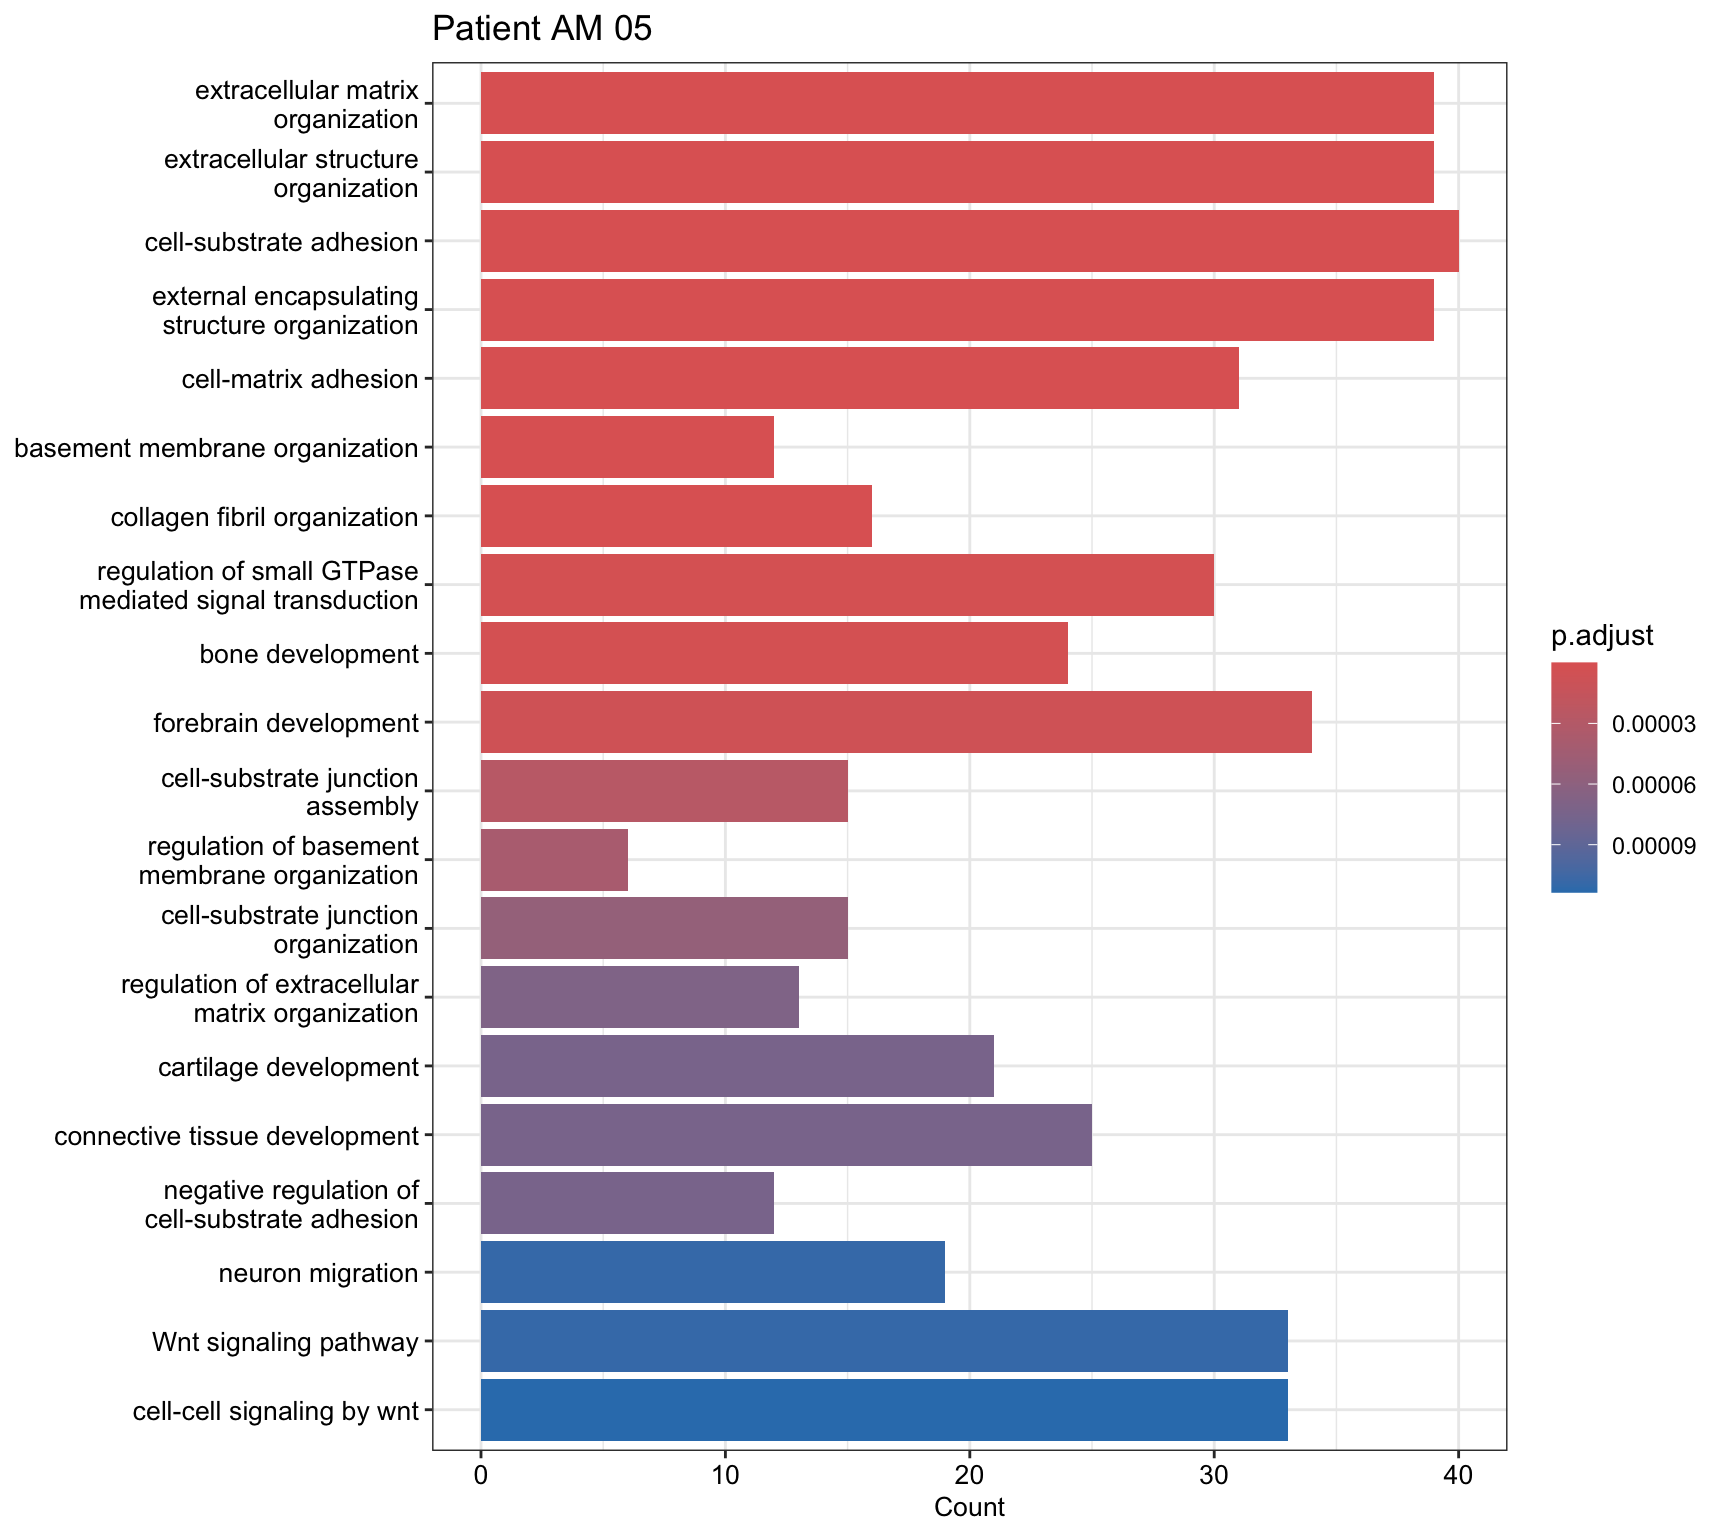 Patient AM 05
extracellular matrix
organization
extracellular structure
organization
cell-substrate adhesion
external encapsulating
structure organization
cell-matrix adhesion
basement membrane organization
collagen fibril organization
regulation of small GTPase
mediated signal transduction
bone development
forebrain development
cell-substrate junction
assembly
regulation of basement
membrane organization
cell-substrate junction
organization
regulation of extracellular
matrix organization
cartilage development
connective tissue development
negative regulation of
cell-substrate adhesion
neuron migration
Wnt signaling pathway
cell-cell signaling by wnt
0 10 20 30 40
Count
p.adjust
0.00003
0.00006
0.00009